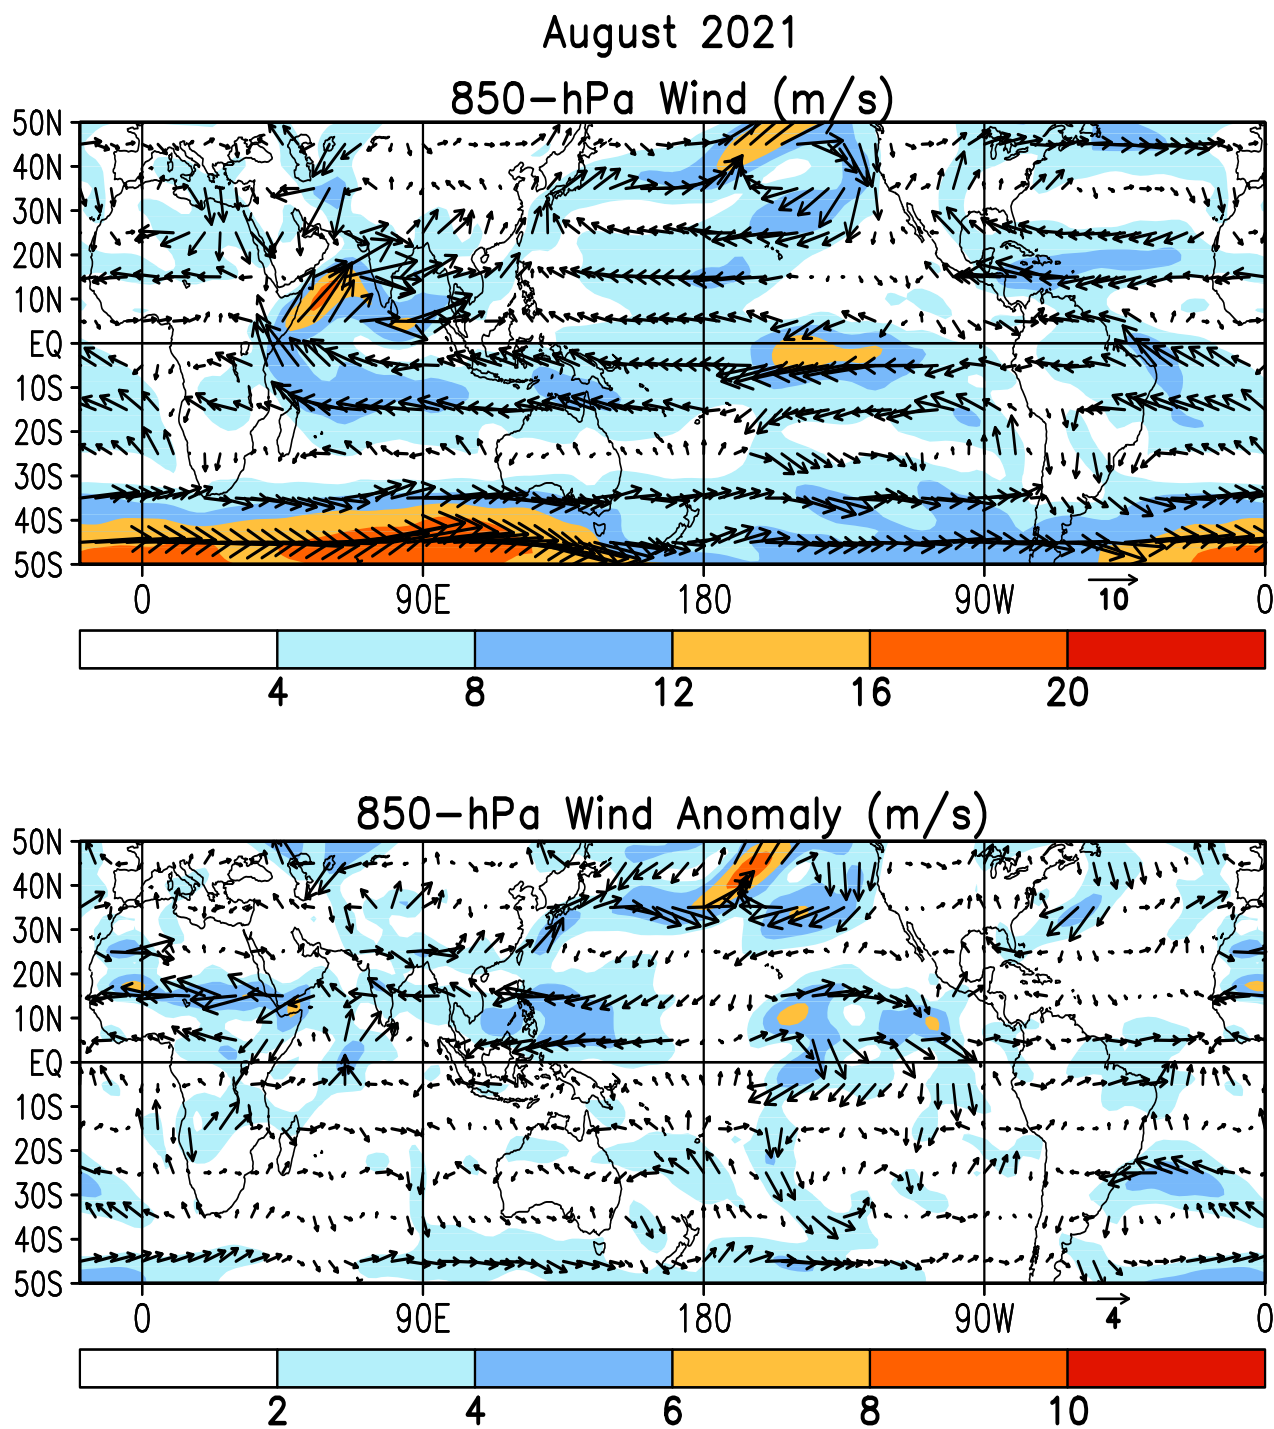 August 2021
850-hPa Wind (m/s)
50N
40N
30N
20N
10N
EQ
10S
20S
30S
40S
50S
0 90E 180 90W 0
10
4 8 12 16 20
850-hPa Wind Anomaly (m/s)
50N
40N
30N
20N
10N
EQ
10S
20S
30S
40S
50S
0 90E 180 90W 0
4
2 4 6 8 10